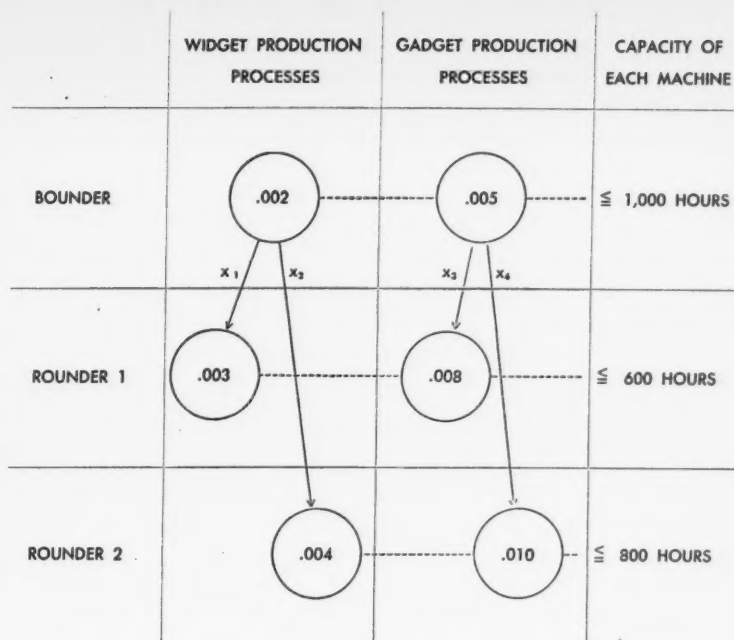 WIDGET PRODUCTION PROCESSES
GADGET PRODUCTION PROCESSES
CAPACITY OF EACH MACHINE
BOUNDER
.002
.005
≦ 1,000 HOURS
x₁
x₂
x₃
x₄
ROUNDER 1
.003
.008
≦ 600 HOURS
ROUNDER 2
.004
.010
≦ 800 HOURS